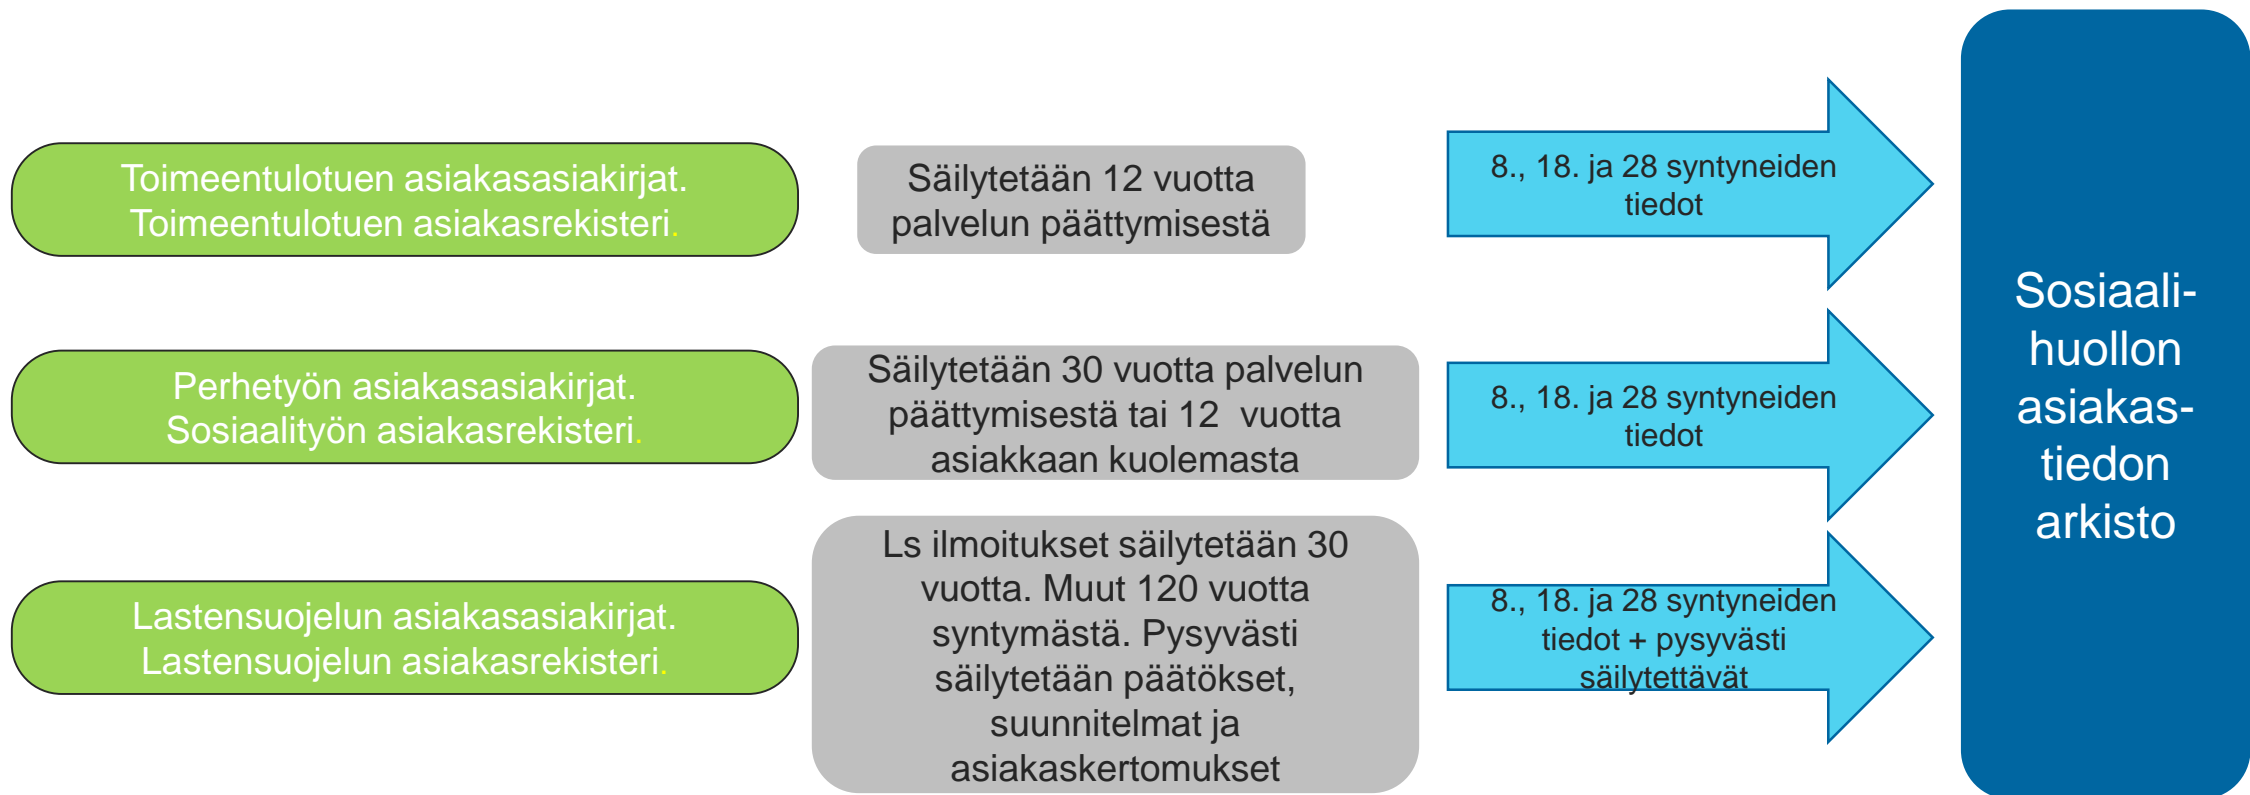 Toimeentulotuen asiakasasiakirjat.
Toimeentulotuen asiakasrekisteri.
Säilytetään 12 vuotta
palvelun päättymisestä
8., 18. ja 28 syntyneiden
tiedot
Perhetyön asiakasasiakirjat.
Sosiaalityön asiakasrekisteri.
Säilytetään 30 vuotta palvelun
päättymisestä tai 12  vuotta
asiakkaan kuolemasta
8., 18. ja 28 syntyneiden
tiedot
Lastensuojelun asiakasasiakirjat.
Lastensuojelun asiakasrekisteri.
Ls ilmoitukset säilytetään 30
vuotta. Muut 120 vuotta
syntymästä. Pysyvästi
säilytetään päätökset,
suunnitelmat ja
asiakaskertomukset
8., 18. ja 28 syntyneiden
tiedot + pysyvästi
säilytettävät
Sosiaali-
huollon
asiakas-
tiedon
arkisto